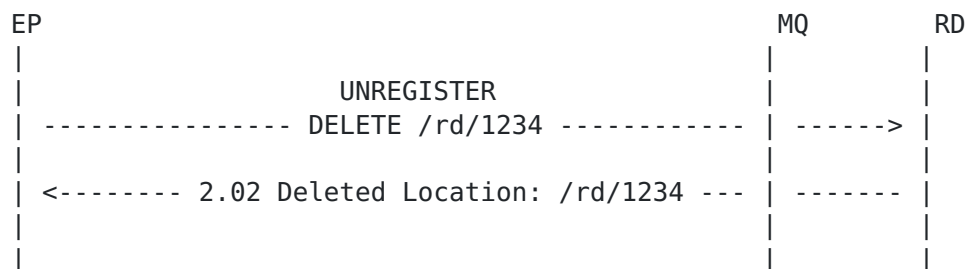 EP MQ RD
UNREGISTER
---------------- DELETE /rd/1234 ------------ ------>
<-------- 2.02 Deleted Location: /rd/1234 --- -------